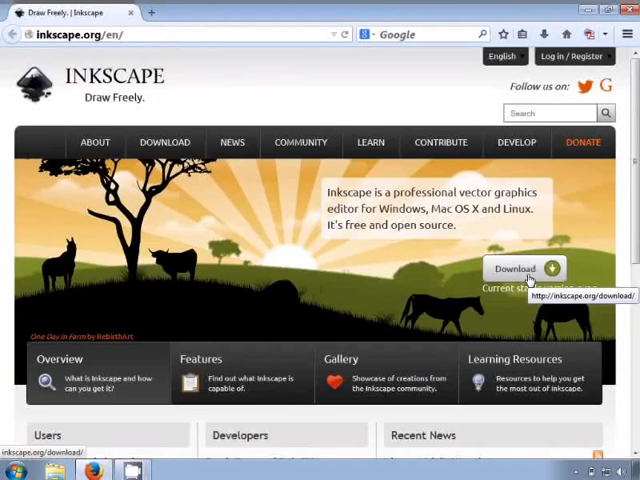 Draw Freely. | Inkscape
inkscape.org/en/
Google
English
Log in / Register
INKSCAPE
Draw Freely.
Follow us on:
Search
ABOUT DOWNLOAD NEWS COMMUNITY LEARN CONTRIBUTE DEVELOP DONATE
Inkscape is a professional vector graphics
editor for Windows, Mac OS X and Linux.
It's free and open source.
Download
Current
http://inkscape.org/download/
One Day in Farm by RebirthArt
Overview
What is Inkscape and how
can you get it?
Features
Find out what Inkscape is
capable of.
Gallery
Showcase of creations from
the Inkscape community.
Learning Resources
Resources to help you get
the most out of Inkscape.
Users
Developers
Recent News
inkscape.org/download/